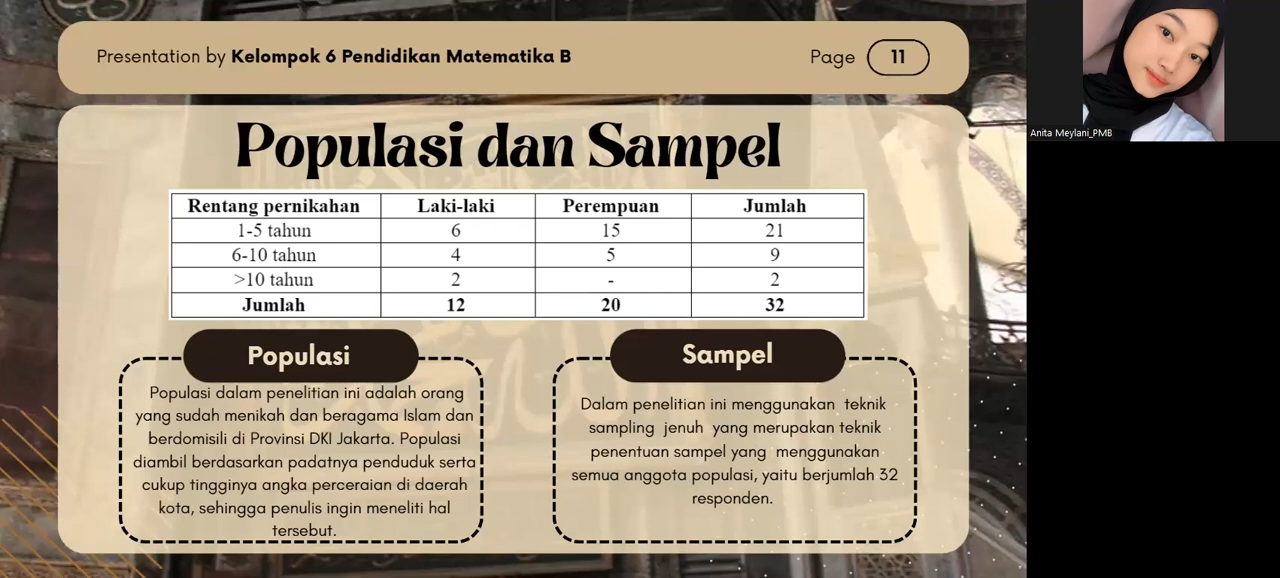 Presentation by Kelompok 6 Pendidikan Matematika B
Page 11
Anita Meylani_PMB
Populasi dan Sampel
Rentang pernikahan Laki-laki Perempuan Jumlah
1-5 tahun 6 15 21
6-10 tahun 4 5 9
>10 tahun 2 - 2
Jumlah 12 20 32
Populasi
Populasi dalam penelitian ini adalah orang
yang sudah menikah dan beragama Islam dan
berdomisili di Provinsi DKI Jakarta. Populasi
diambil berdasarkan padatnya penduduk serta
cukup tingginya angka perceraian di daerah
kota, sehingga penulis ingin meneliti hal
tersebut.
Sampel
Dalam penelitian ini menggunakan teknik
sampling jenuh yang merupakan teknik
penentuan sampel yang menggunakan
semua anggota populasi, yaitu berjumlah 32
responden.